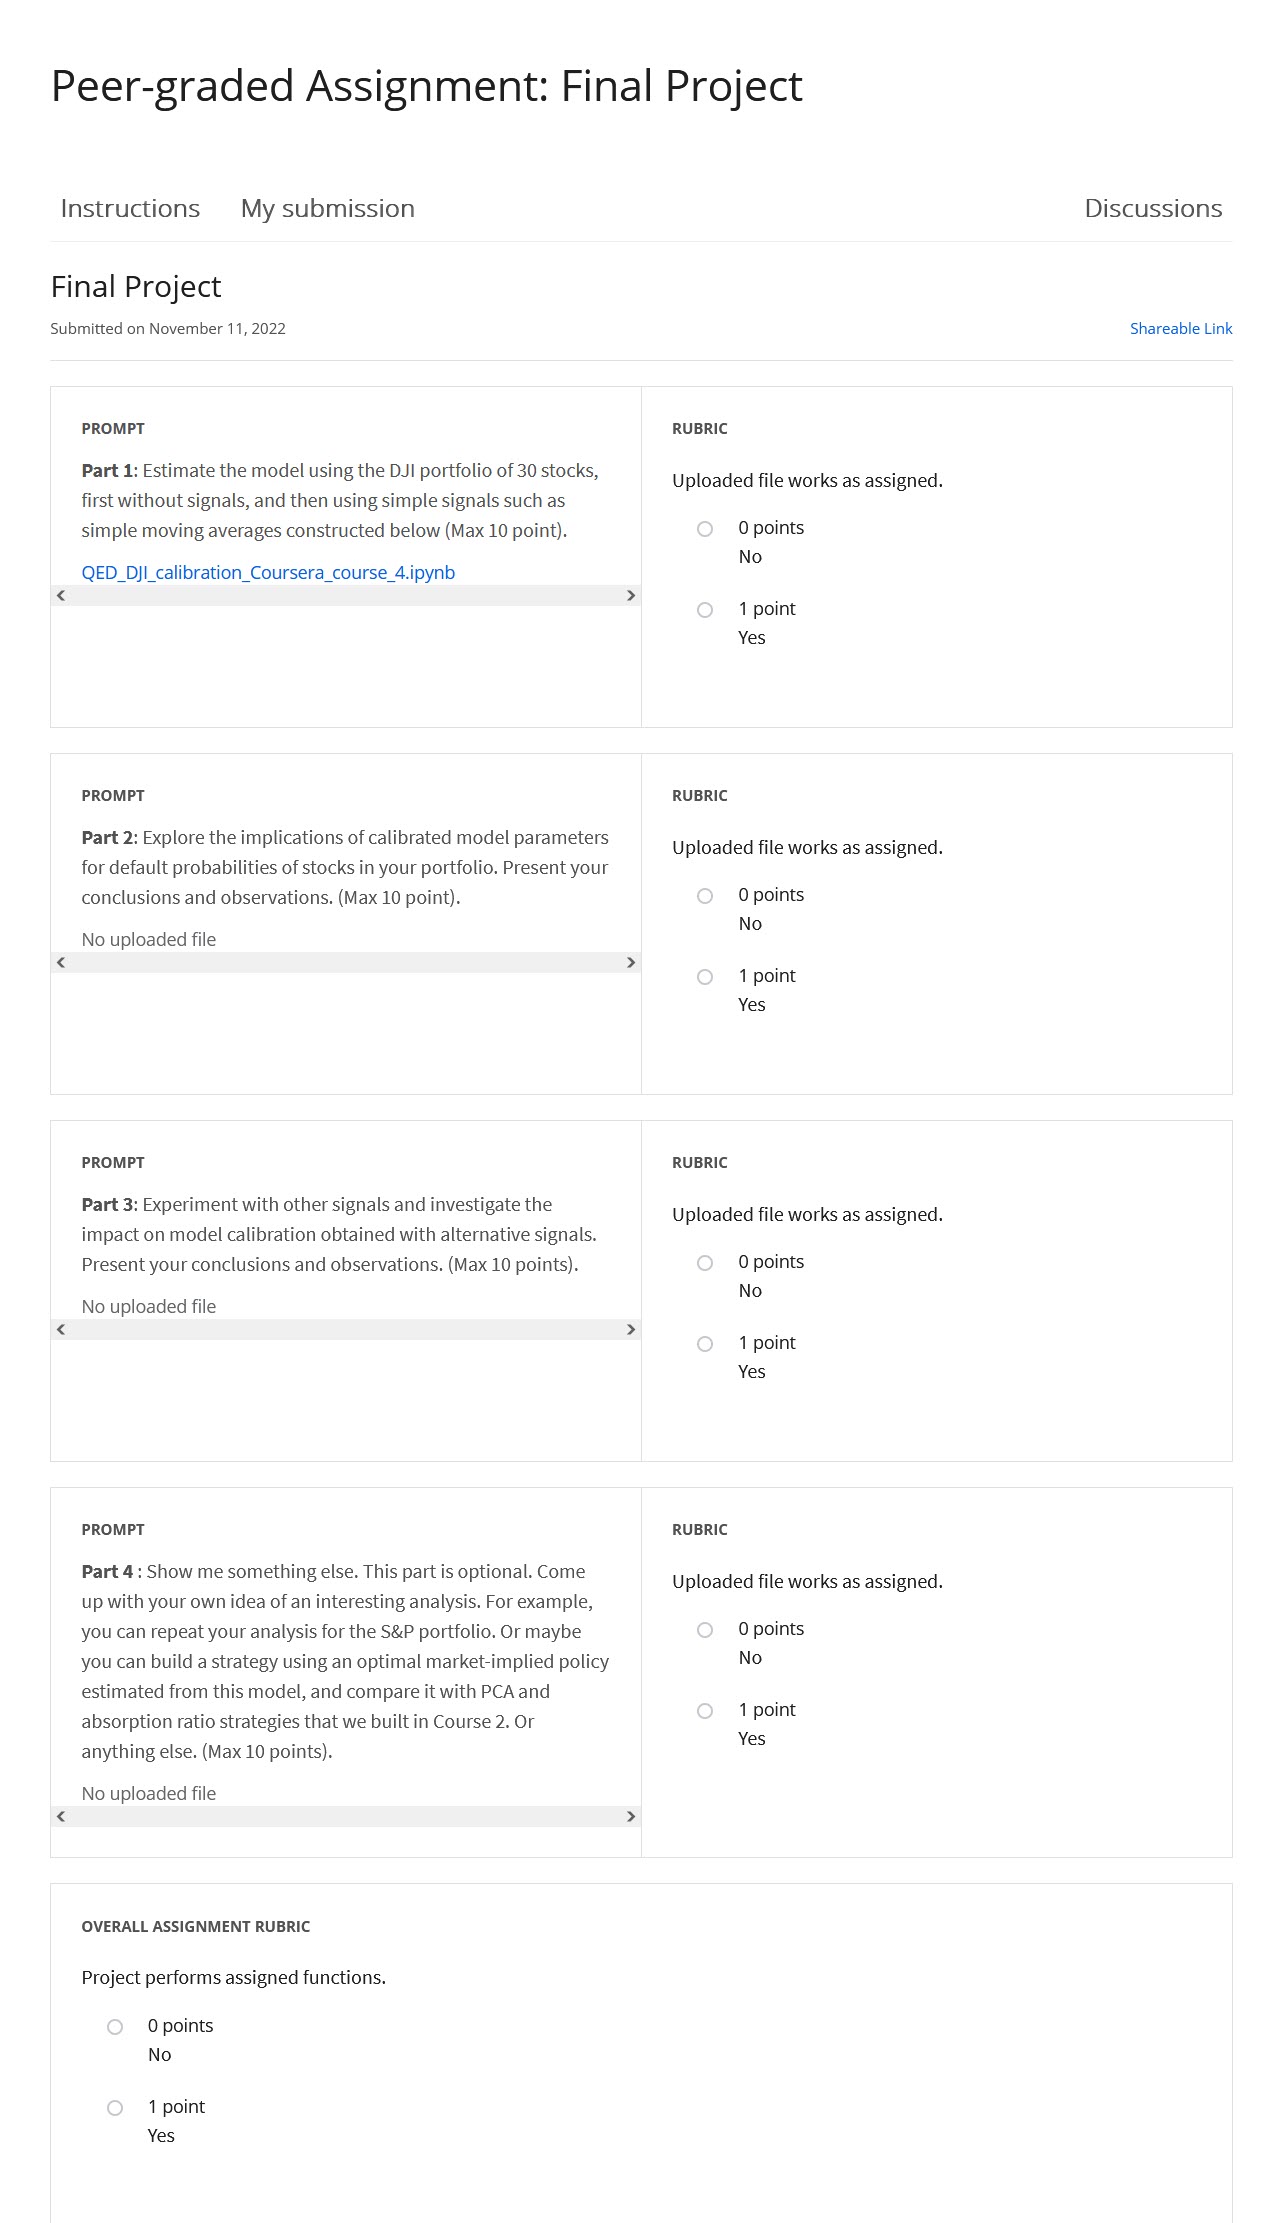 Peer-graded Assignment: Final Project
Instructions My submission Discussions
Final Project
Submitted on November 11, 2022 Shareable Link
PROMPT
Part 1: Estimate the model using the DJI portfolio of 30 stocks,
first without signals, and then using simple signals such as
simple moving averages constructed below (Max 10 point).
QED_DJI_calibration_Coursera_course_4.ipynb
RUBRIC
Uploaded file works as assigned.
0 points
No
1 point
Yes
PROMPT
Part 2: Explore the implications of calibrated model parameters
for default probabilities of stocks in your portfolio. Present your
conclusions and observations. (Max 10 point).
No uploaded file
RUBRIC
Uploaded file works as assigned.
0 points
No
1 point
Yes
PROMPT
Part 3: Experiment with other signals and investigate the
impact on model calibration obtained with alternative signals.
Present your conclusions and observations. (Max 10 points).
No uploaded file
RUBRIC
Uploaded file works as assigned.
0 points
No
1 point
Yes
PROMPT
Part 4 : Show me something else. This part is optional. Come
up with your own idea of an interesting analysis. For example,
you can repeat your analysis for the S&P portfolio. Or maybe
you can build a strategy using an optimal market-implied policy
estimated from this model, and compare it with PCA and
absorption ratio strategies that we built in Course 2. Or
anything else. (Max 10 points).
No uploaded file
RUBRIC
Uploaded file works as assigned.
0 points
No
1 point
Yes
OVERALL ASSIGNMENT RUBRIC
Project performs assigned functions.
0 points
No
1 point
Yes